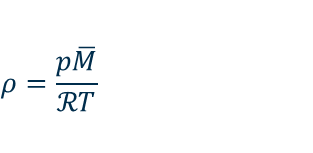 ρ = pM̅ / ℛT